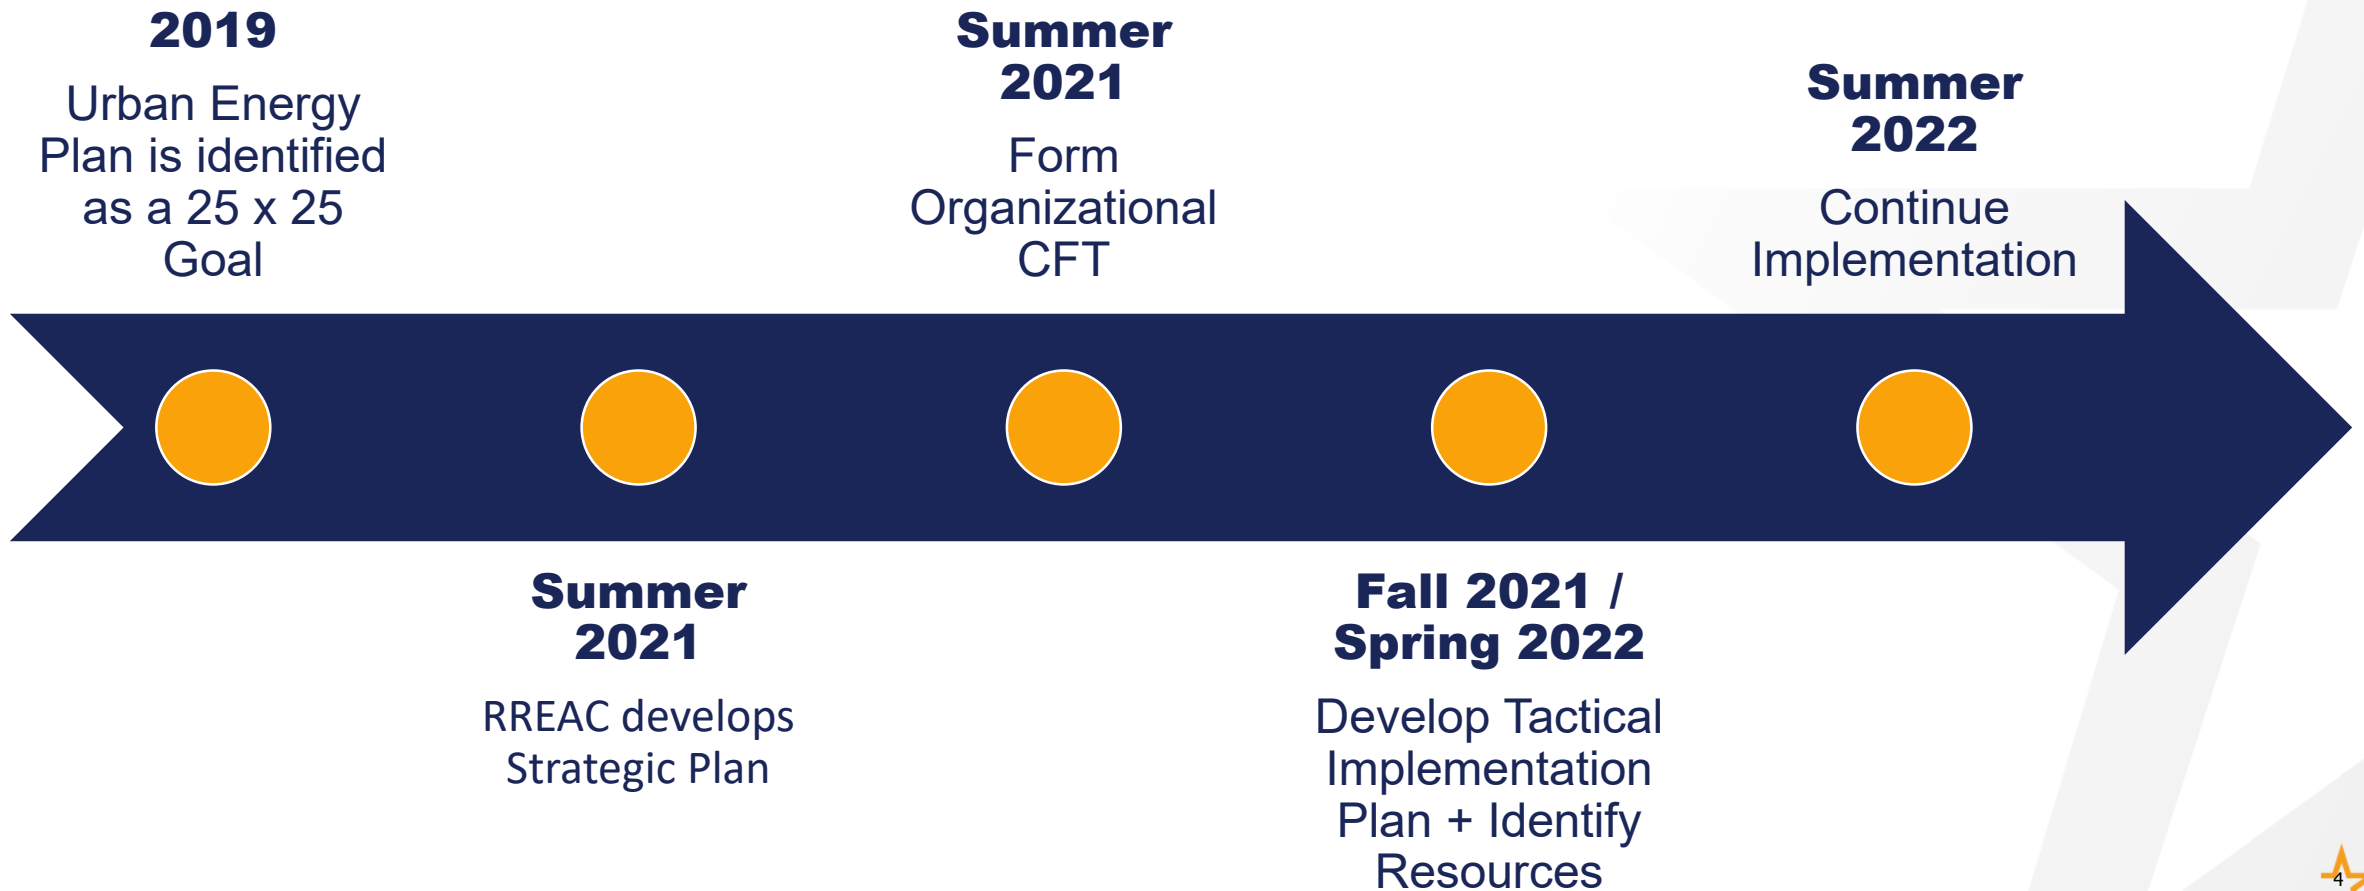 2019
Urban Energy
Plan is identified
as a 25 x 25
Goal
Summer
2021
RREAC develops
Strategic Plan
Summer
2021
Form
Organizational
CFT
Fall 2021 /
Spring 2022
Develop Tactical
Implementation
Plan + Identify
Resources
Summer
2022
Continue
Implementation
4